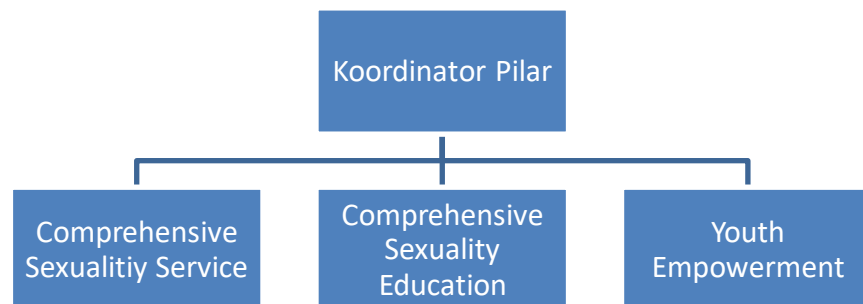 Koordinator Pilar
Comprehensive
Sexualitiy Service
Comprehensive
Sexuality
Education
Youth
Empowerment